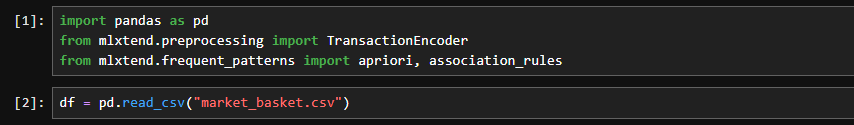 [1]: import pandas as pd
from mlxtend.preprocessing import TransactionEncoder
from mlxtend.frequent_patterns import apriori, association_rules
[2]: df = pd.read_csv("market_basket.csv")